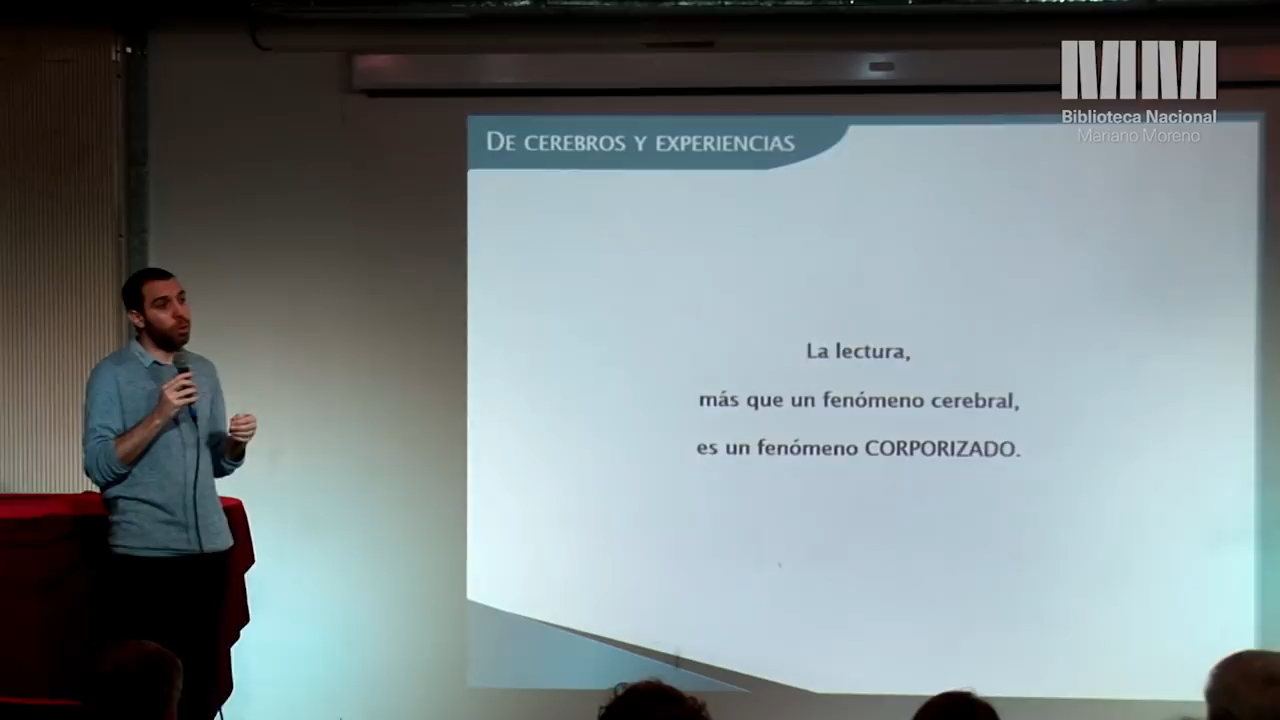 Biblioteca Nacional
Mariano Moreno
DE CEREBROS Y EXPERIENCIAS
La lectura,
más que un fenómeno cerebral,
es un fenómeno CORPORIZADO.